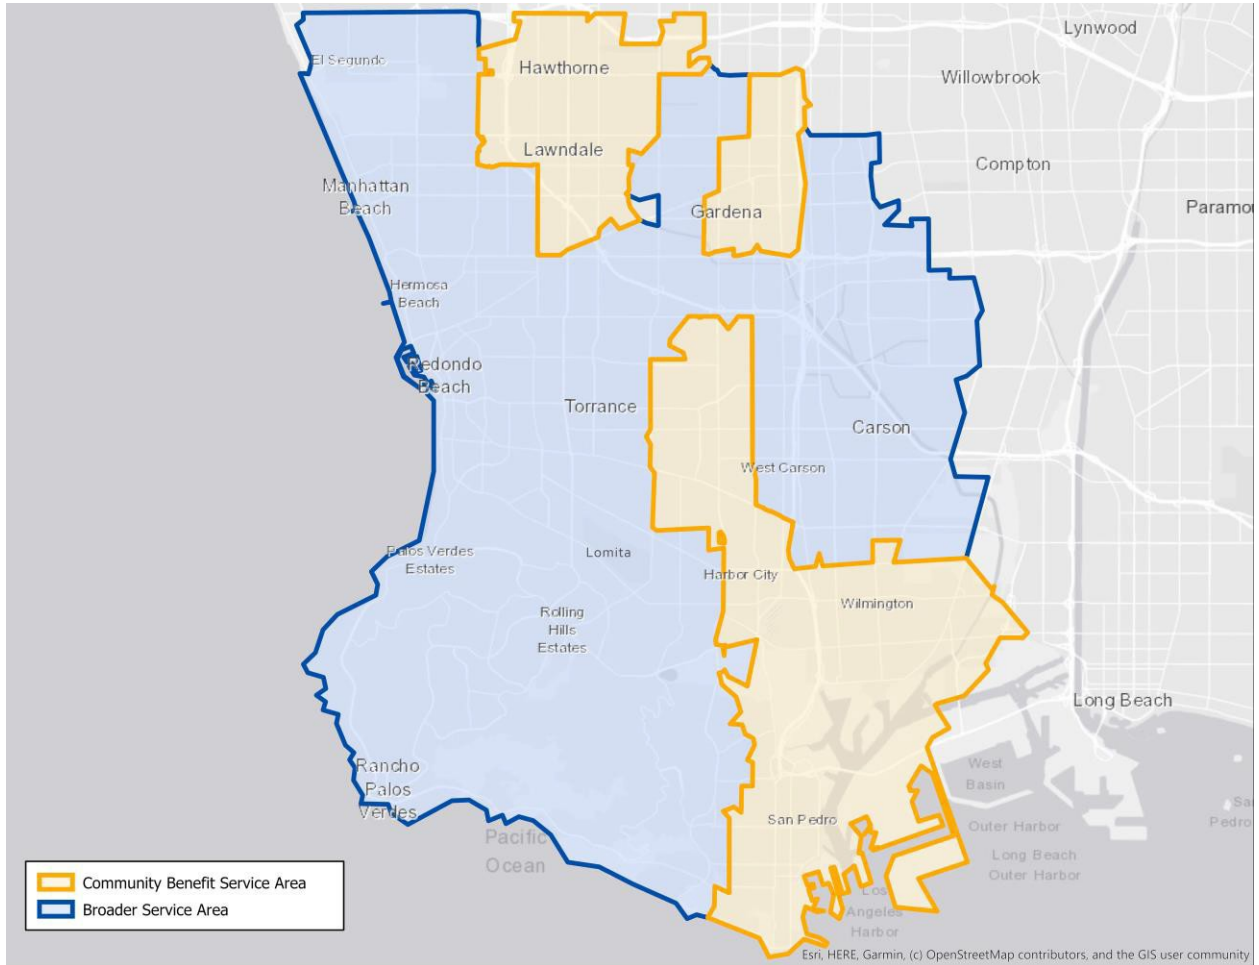 Lynwood
El Segundo
Hawthorne
Willowbrook
Lawndale
Compton
Manhattan
Beach
Gardena
Paramou
Hermosa
Beach
Redondo
Beach
Torrance
Carson
West Carson
Palos Verdes
Estates
Lomita
Harbor City
Wilmington
Rolling
Hills
Estates
Long Beach
Rancho
Palos
Verdes
West
Basin
San Pedro
Outer Harbor
Sa
Pedro
Pacific
Ocean
Long Beach
Outer Harbor
Los
Angeles
Harbor
Community Benefit Service Area
Broader Service Area
Esri, HERE, Garmin, (c) OpenStreetMap contributors, and the GIS user community